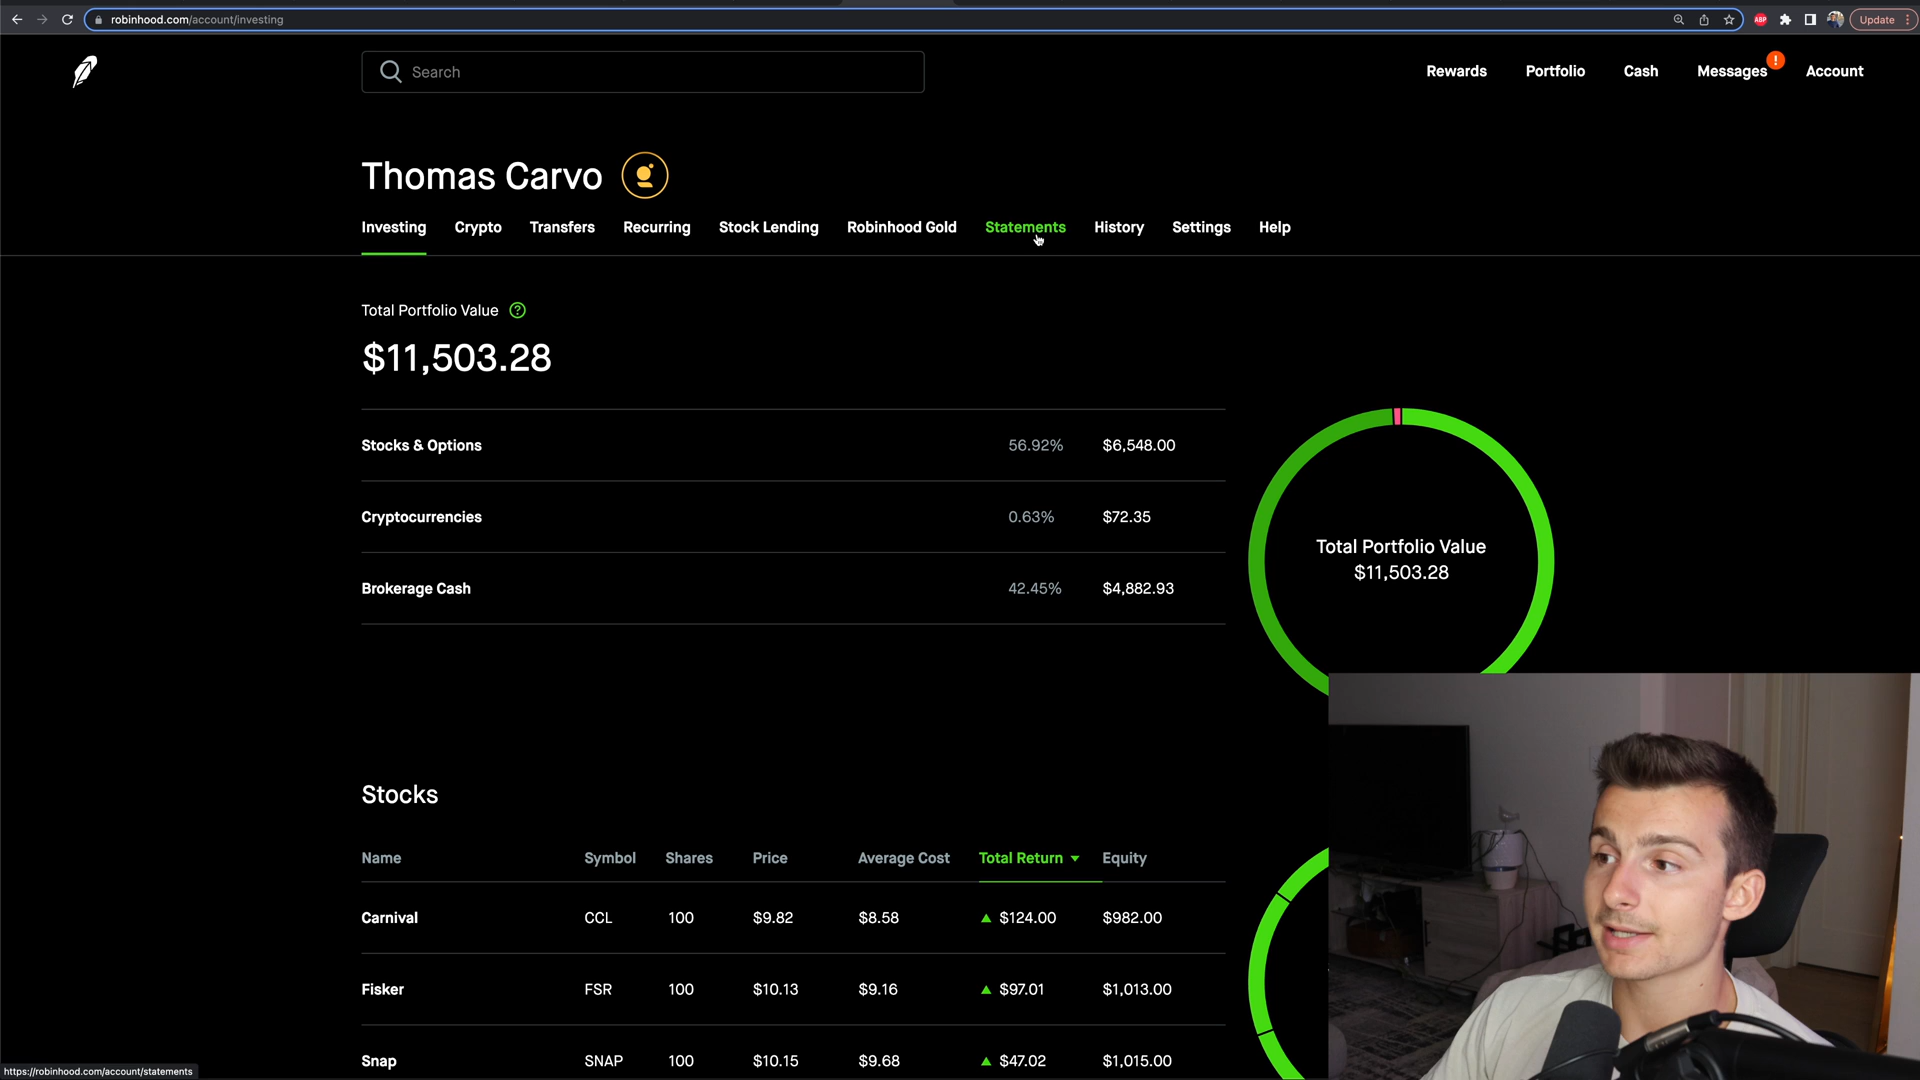 robinhood.com/account/investing
ABP
Update
Search
Rewards
Portfolio
Cash
Messages
!
Account
Thomas Carvo
Investing
Crypto
Transfers
Recurring
Stock Lending
Robinhood Gold
Statements
History
Settings
Help
Total Portfolio Value ?
$11,503.28
Stocks & Options 56.92% $6,548.00
Cryptocurrencies 0.63% $72.35
Brokerage Cash 42.45% $4,882.93
Total Portfolio Value
$11,503.28
Stocks
Name Symbol Shares Price Average Cost Total Return Equity
Carnival CCL 100 $9.82 $8.58 $124.00 $982.00
Fisker FSR 100 $10.13 $9.16 $97.01 $1,013.00
Snap SNAP 100 $10.15 $9.68 $47.02 $1,015.00
https://robinhood.com/account/statements